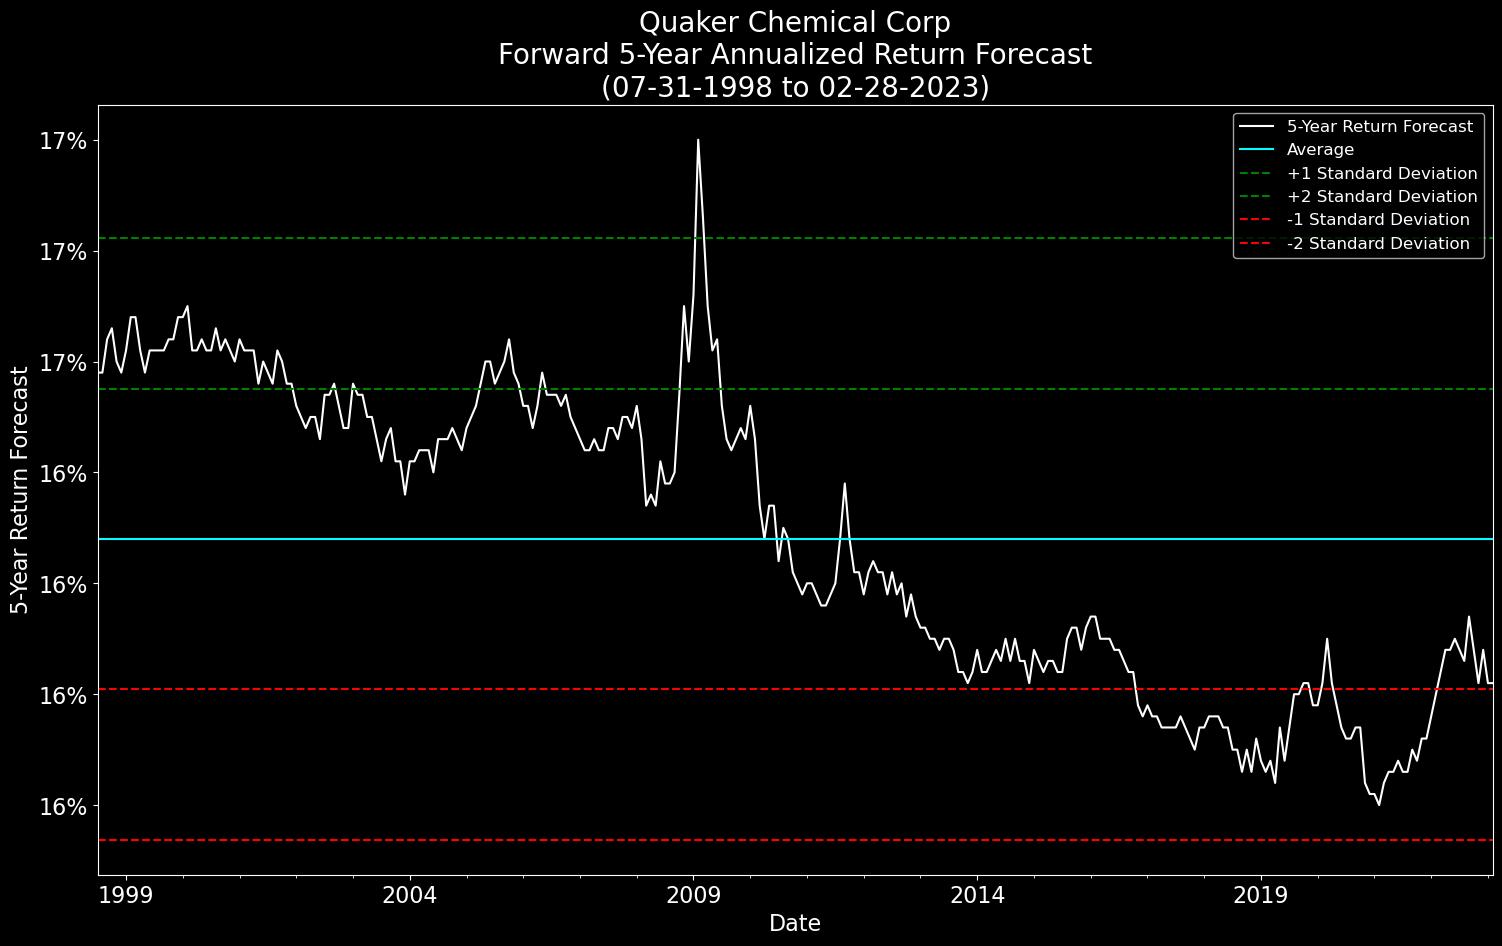 Quaker Chemical Corp
Forward 5-Year Annualized Return Forecast
(07-31-1998 to 02-28-2023)
5-Year Return Forecast
Average
+1 Standard Deviation
+2 Standard Deviation
-1 Standard Deviation
-2 Standard Deviation
17%
17%
17%
16%
16%
16%
16%
5-Year Return Forecast
1999
2004
2009
2014
2019
Date